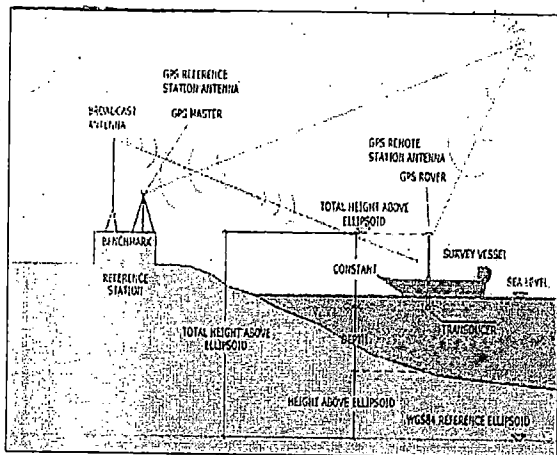 GPS REFERENCE
STATION ANTENNA
BROADCAST
ANTENNA
GPS MASTER
GPS REMOTE
STATION ANTENNA
GPS ROVER
TOTAL HEIGHT ABOVE
ELLIPSOID
BENCHMARK
CONSTANT
SURVEY VESSEL
REFERENCE
STATION
SEA LEVEL
TOTAL HEIGHT ABOVE
ELLIPSOID
DEPTH
TRANSDUCER
HEIGHT ABOVE ELLIPSOID
WGS84 REFERENCE ELLIPSOID